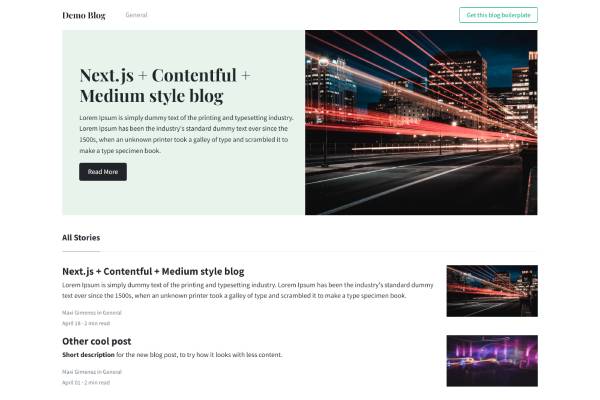 Demo Blog
General
Get this blog boilerplate
Next.js + Contentful +
Medium style blog
Lorem Ipsum is simply dummy text of the printing and typesetting industry.
Lorem Ipsum has been the industry's standard dummy text ever since the
1500s, when an unknown printer took a galley of type and scrambled it to
make a type specimen book.
Read More
All Stories
Next.js + Contentful + Medium style blog
Lorem Ipsum is simply dummy text of the printing and typesetting industry. Lorem Ipsum has been the industry's standard dummy
text ever since the 1500s, when an unknown printer took a galley of type and scrambled it to make a type specimen book.
Maxi Gimenez in General
April 18 · 2 min read
Other cool post
Short description for the new blog post, to try how it looks with less content.
Maxi Gimenez in General
April 01 · 2 min read